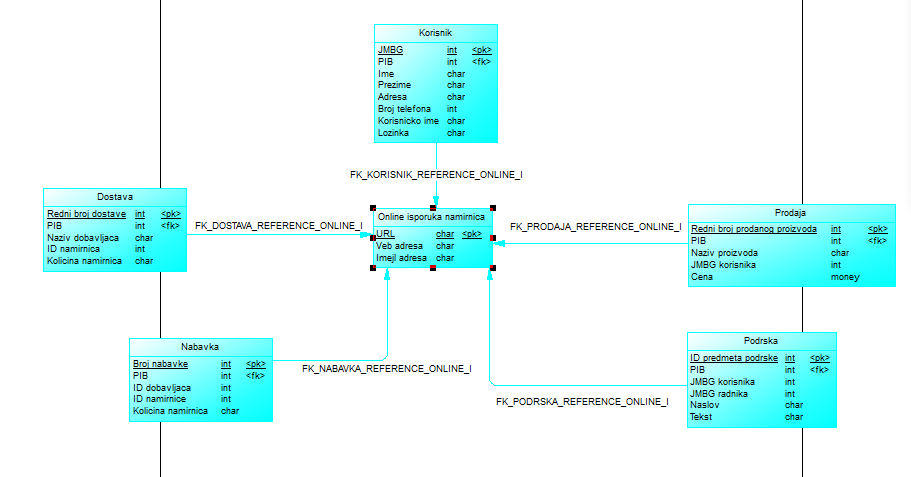 Korisnik
JMBG int <pk>
PIB int <fk>
Ime char
Prezime char
Adresa char
Broj telefona int
Korisnicko ime char
Lozinka char
FK_KORISNIK_REFERENCE_ONLINE_I
Dostava
Redni broj dostave int <pk>
PIB int <fk>
Naziv dobavljaca char
ID namirnica int
Kolicina namirnica char
FK_DOSTAVA_REFERENCE_ONLINE_I
Online isporuka namirnica
URL char <pk>
Veb adresa char
Imejl adresa char
FK_PRODAJA_REFERENCE_ONLINE_I
Prodaja
Redni broj prodanog proizvoda int <pk>
PIB int <fk>
Naziv proizvoda char
JMBG korisnika int
Cena money
Nabavka
Broj nabavke int <pk>
PIB int <fk>
ID dobavljaca int
ID namirnice int
Kolicina namirnica char
FK_NABAVKA_REFERENCE_ONLINE_I
Podrska
ID predmeta podrske int <pk>
PIB int <fk>
JMBG korisnika int
JMBG radnika int
Naslov char
Tekst char
FK_PODRSKA_REFERENCE_ONLINE_I